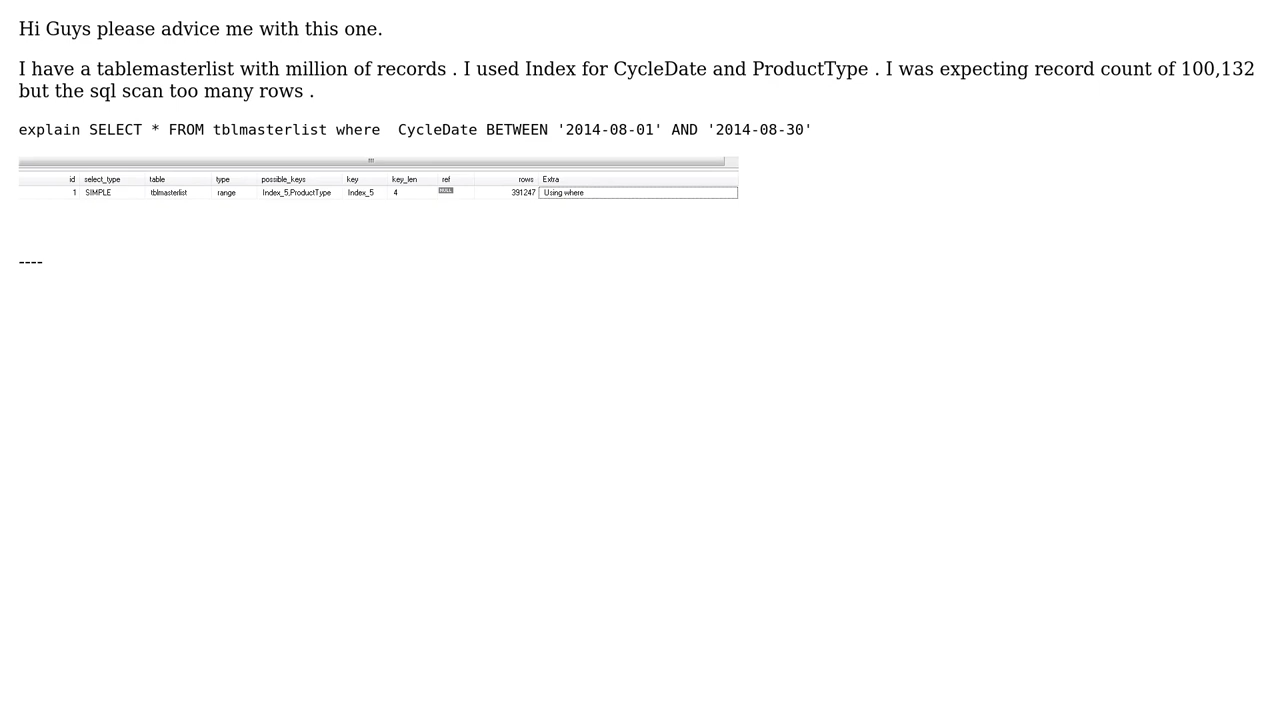 Hi Guys please advice me with this one.
I have a tablemasterlist with million of records . I used Index for CycleDate and ProductType . I was expecting record count of 100,132
but the sql scan too many rows .
explain SELECT * FROM tblmasterlist where  CycleDate BETWEEN '2014-08-01' AND '2014-08-30'
id select_type table type possible_keys key key_len ref rows Extra
1 SIMPLE tblmasterlist range Index_5,ProductType Index_5 4 NULL 391247 Using where
----